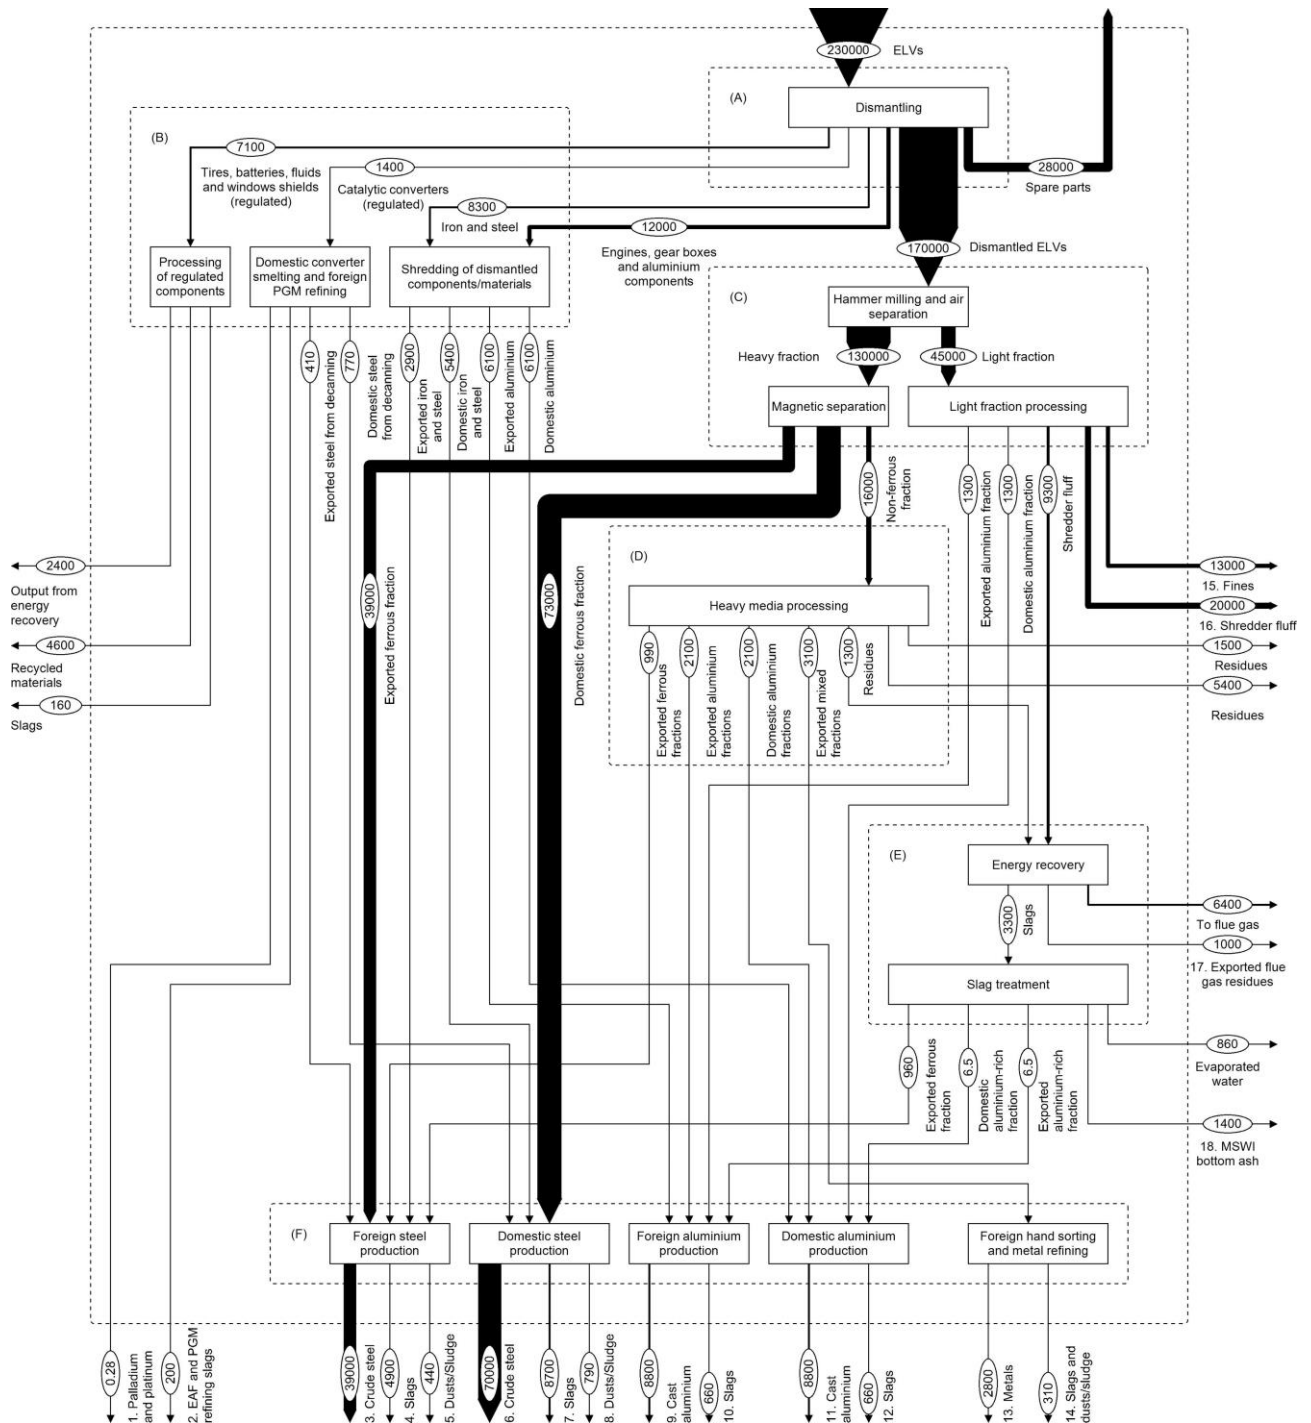 230000
ELVs
(A)
Dismantling
(B)
7100
Tires, batteries, fluids
and windows shields
(regulated)
1400
Catalytic converters
(regulated)
8300
Iron and steel
12000
Engines, gear boxes
and aluminium
components
28000
Spare parts
170000
Dismantled ELVs
Processing
of regulated
components
Domestic converter
smelting and foreign
PGM refining
Shredding of dismantled
components/materials
(C)
Hammer milling and air
separation
Heavy fraction
130000
45000
Light fraction
Magnetic separation
Light fraction processing
410
Exported steel from decanning
770
Domestic steel
from decanning
2900
Exported iron
and steel
5400
Domestic iron
and steel
6100
Exported aluminium
6100
Domestic aluminium
16000
Non-ferrous
fraction
1300
Exported aluminium fraction
1300
Domestic aluminium fraction
9300
Shredder fluff
2400
Output from
energy
recovery
4600
Recycled
materials
160
Slags
39000
Exported ferrous fraction
73000
Domestic ferrous fraction
(D)
Heavy media processing
990
Exported ferrous
fractions
2100
Exported aluminium
fractions
2100
Domestic aluminium
fractions
3100
Exported mixed
fractions
1300
Residues
13000
15. Fines
20000
16. Shredder fluff
1500
Residues
5400
Residues
(E)
Energy recovery
3300
Slags
6400
To flue gas
1000
17. Exported flue
gas residues
Slag treatment
960
Exported ferrous
fraction
6.5
Domestic
aluminium-rich
fraction
6.5
Exported
aluminium-rich
fraction
860
Evaporated
water
1400
18. MSWI
bottom ash
(F)
Foreign steel
production
Domestic steel
production
Foreign aluminium
production
Domestic aluminium
production
Foreign hand sorting
and metal refining
0.28
1. Palladium
and platinum
200
2. EAF and PGM
refining slags
39000
3. Crude steel
4900
4. Slags
440
5. Dusts/Sludge
70000
6. Crude steel
8700
7. Slags
790
8. Dusts/Sludge
8800
9. Cast
aluminium
660
10. Slags
8800
11. Cast
aluminium
660
12. Slags
2800
13. Metals
310
14. Slags and
dusts/sludge